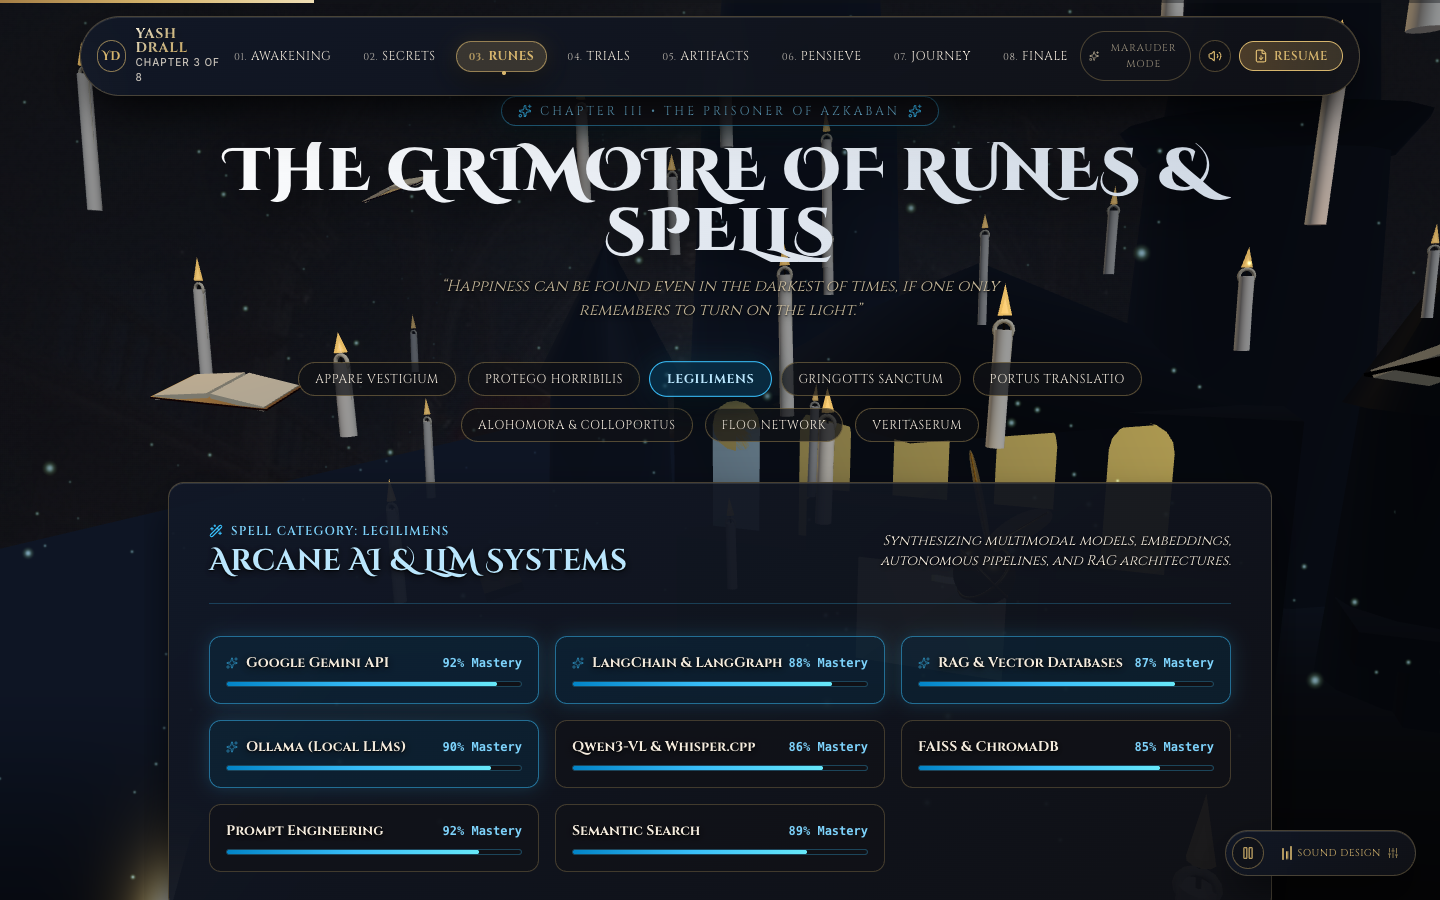 YD
YASH
DRALL
CHAPTER 3 OF
8
01. AWAKENING
02. SECRETS
03. RUNES
04. TRIALS
05. ARTIFACTS
06. PENSIEVE
07. JOURNEY
08. FINALE
MARAUDER
MODE
RESUME
CHAPTER III • THE PRISONER OF AZKABAN
THE GRIMOIRE OF RUNES &
SPELLS
“Happiness can be found even in the darkest of times, if one only
remembers to turn on the light.”
APPARE VESTIGIUM
PROTEGO HORRIBILIS
LEGILIMENS
GRINGOTTS SANCTUM
PORTUS TRANSLATIO
ALOHOMORA & COLLOPORTUS
FLOO NETWORK
VERITASERUM
SPELL CATEGORY: LEGILIMENS
Arcane AI & LLM Systems
Synthesizing multimodal models, embeddings,
autonomous pipelines, and RAG architectures.
Google Gemini API
92% Mastery
LangChain & LangGraph
88% Mastery
RAG & Vector Databases
87% Mastery
Ollama (Local LLMs)
90% Mastery
Qwen3-VL & Whisper.cpp
86% Mastery
FAISS & ChromaDB
85% Mastery
Prompt Engineering
92% Mastery
Semantic Search
89% Mastery
SOUND DESIGN